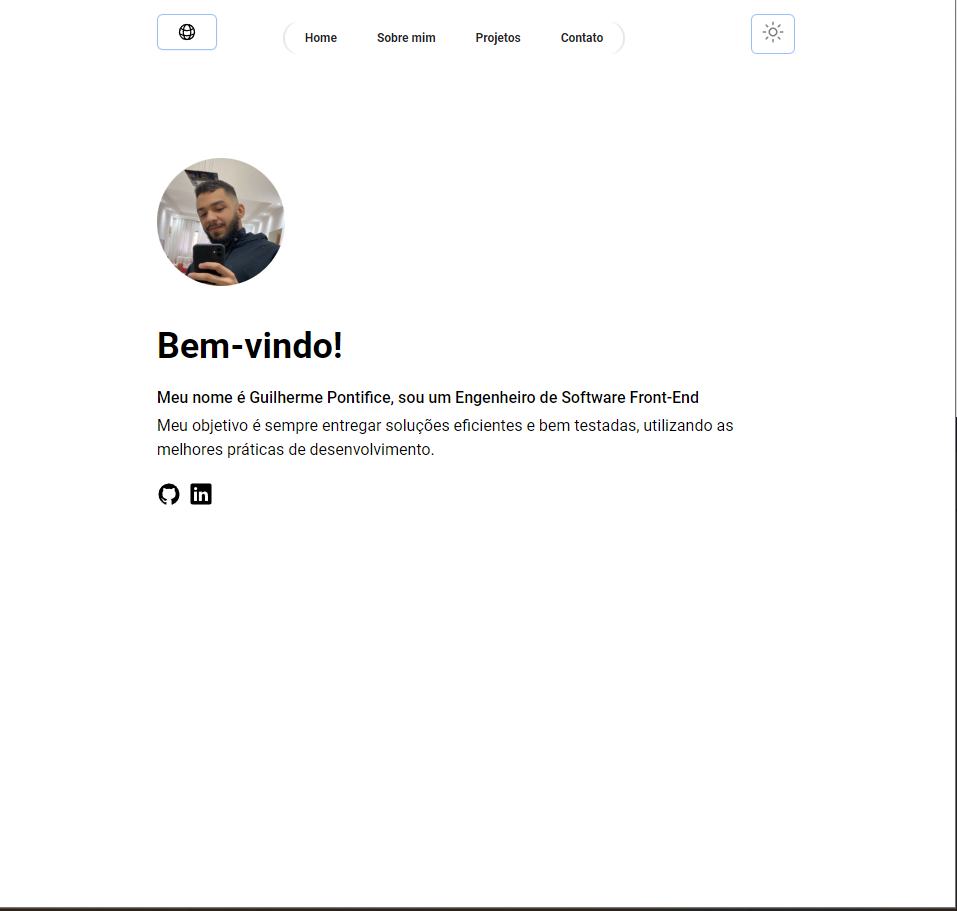 Home Sobre mim Projetos Contato
Bem-vindo!
Meu nome é Guilherme Pontifice, sou um Engenheiro de Software Front-End
Meu objetivo é sempre entregar soluções eficientes e bem testadas, utilizando as
melhores práticas de desenvolvimento.
in